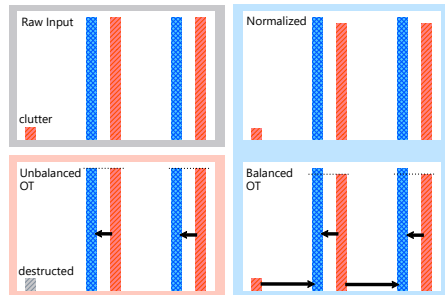 Raw Input
clutter
Normalized
Unbalanced
OT
destructed
Balanced
OT